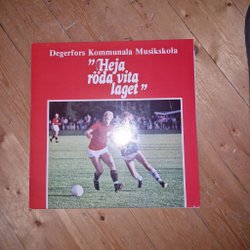 Degerfors Kommunala Musikskola
"Heja
röda vita
laget"